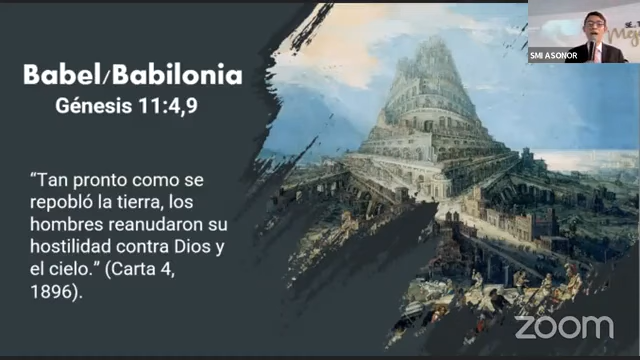 Babel/Babilonia
Génesis 11:4,9
“Tan pronto como se
repobló la tierra, los
hombres reanudaron su
hostilidad contra Dios y
el cielo.” (Carta 4,
1896).
SMI ASONOR
zoom